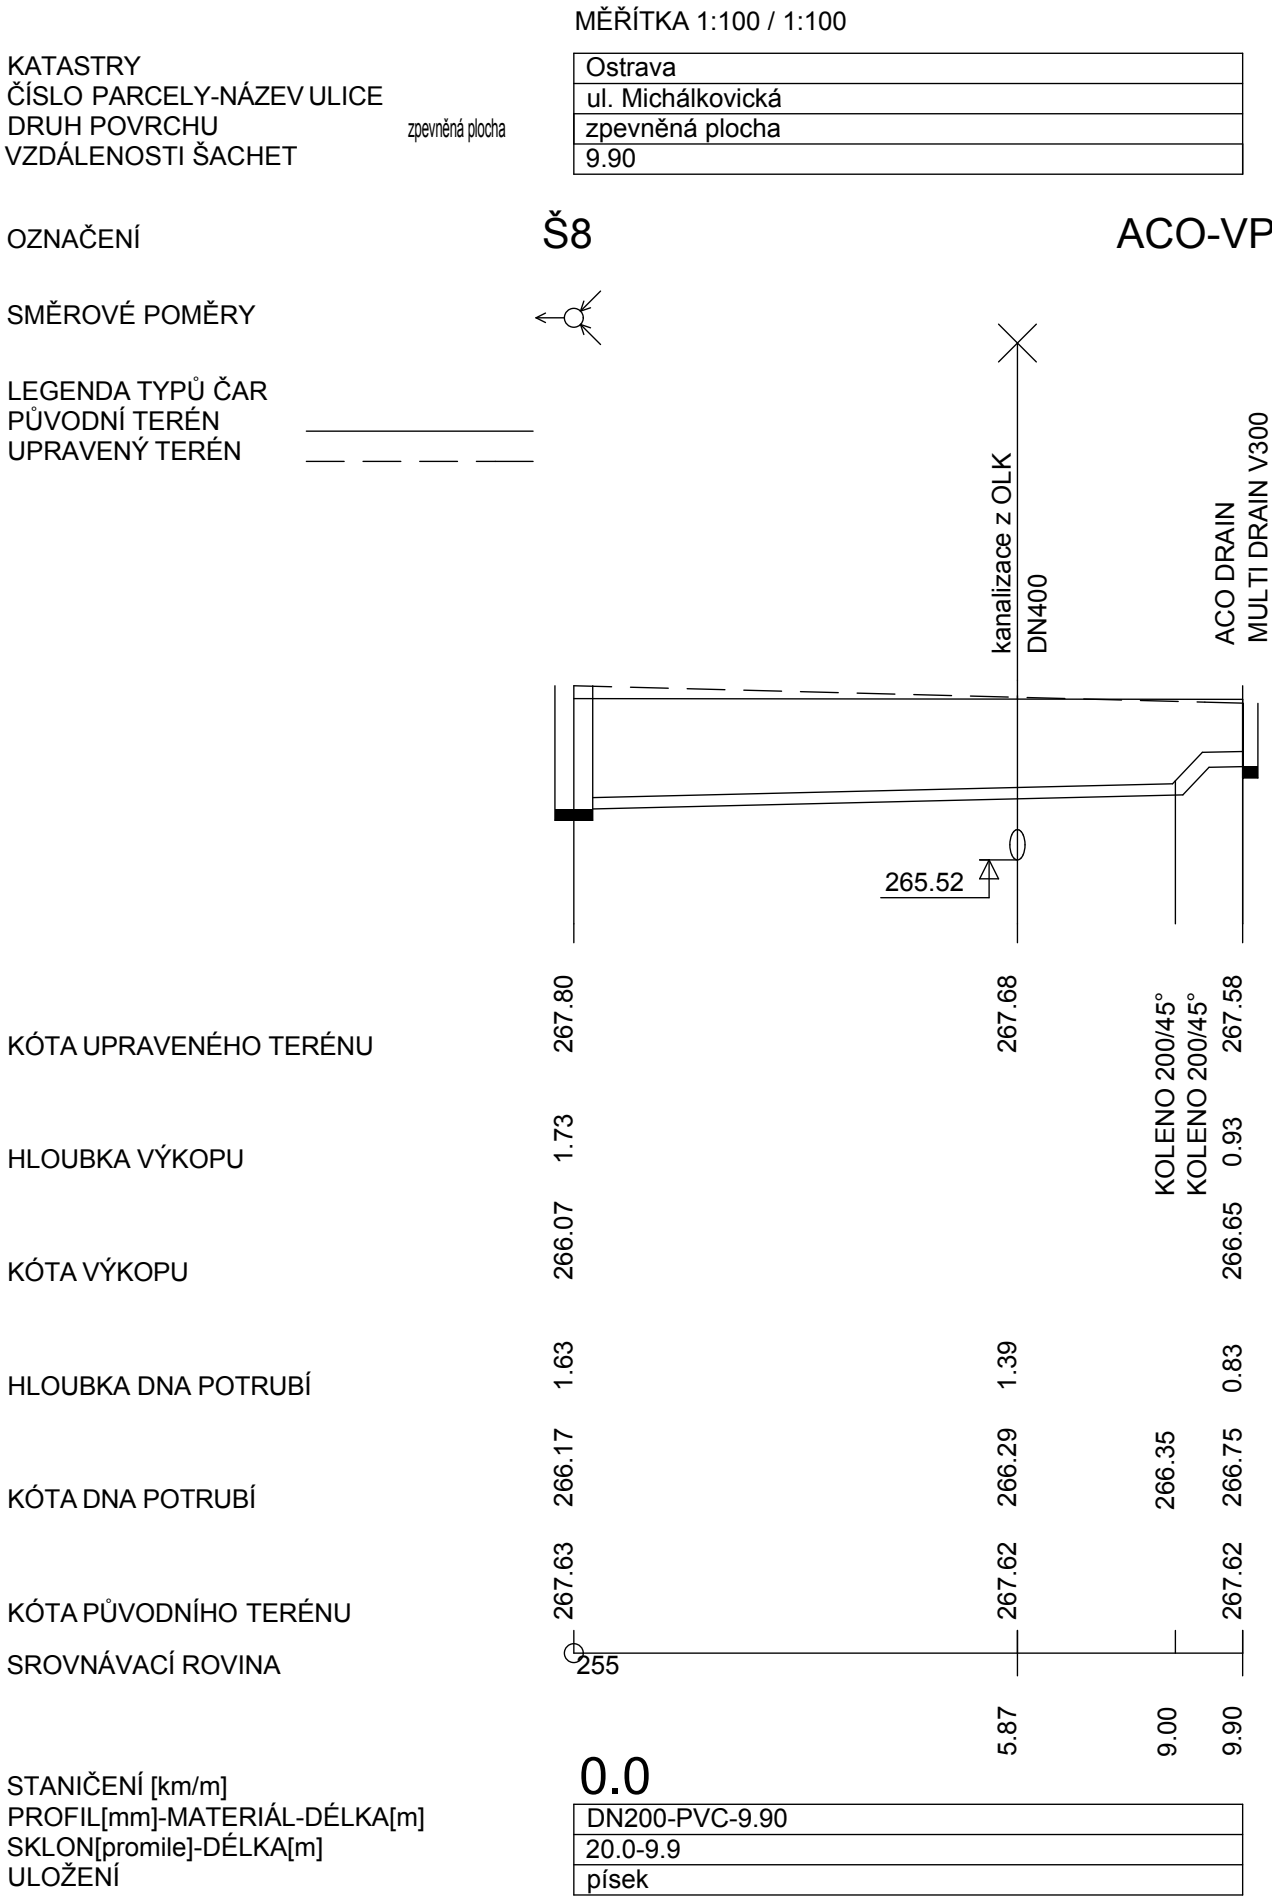 MĚŘÍTKA 1:100 / 1:100
KATASTRY Ostrava
ČÍSLO PARCELY-NÁZEV ULICE ul. Michálkovická
DRUH POVRCHU zpevněná plocha zpevněná plocha
VZDÁLENOSTI ŠACHET 9.90
OZNAČENÍ Š8 ACO-VP
SMĚROVÉ POMĚRY
LEGENDA TYPŮ ČAR
PŮVODNÍ TERÉN
UPRAVENÝ TERÉN
kanalizace z OLK
DN400
ACO DRAIN
MULTI DRAIN V300
265.52
KÓTA UPRAVENÉHO TERÉNU 267.80 267.68 267.58
KOLENO 200/45°
KOLENO 200/45°
HLOUBKA VÝKOPU 1.73 0.93
KÓTA VÝKOPU 266.07 266.65
HLOUBKA DNA POTRUBÍ 1.63 1.39 0.83
KÓTA DNA POTRUBÍ 266.17 266.29 266.35 266.75
KÓTA PŮVODNÍHO TERÉNU 267.63 267.62 267.62
SROVNÁVACÍ ROVINA 255
5.87 9.00 9.90
STANIČENÍ [km/m] 0.0
PROFIL[mm]-MATERIÁL-DÉLKA[m] DN200-PVC-9.90
SKLON[promile]-DÉLKA[m] 20.0-9.9
ULOŽENÍ písek